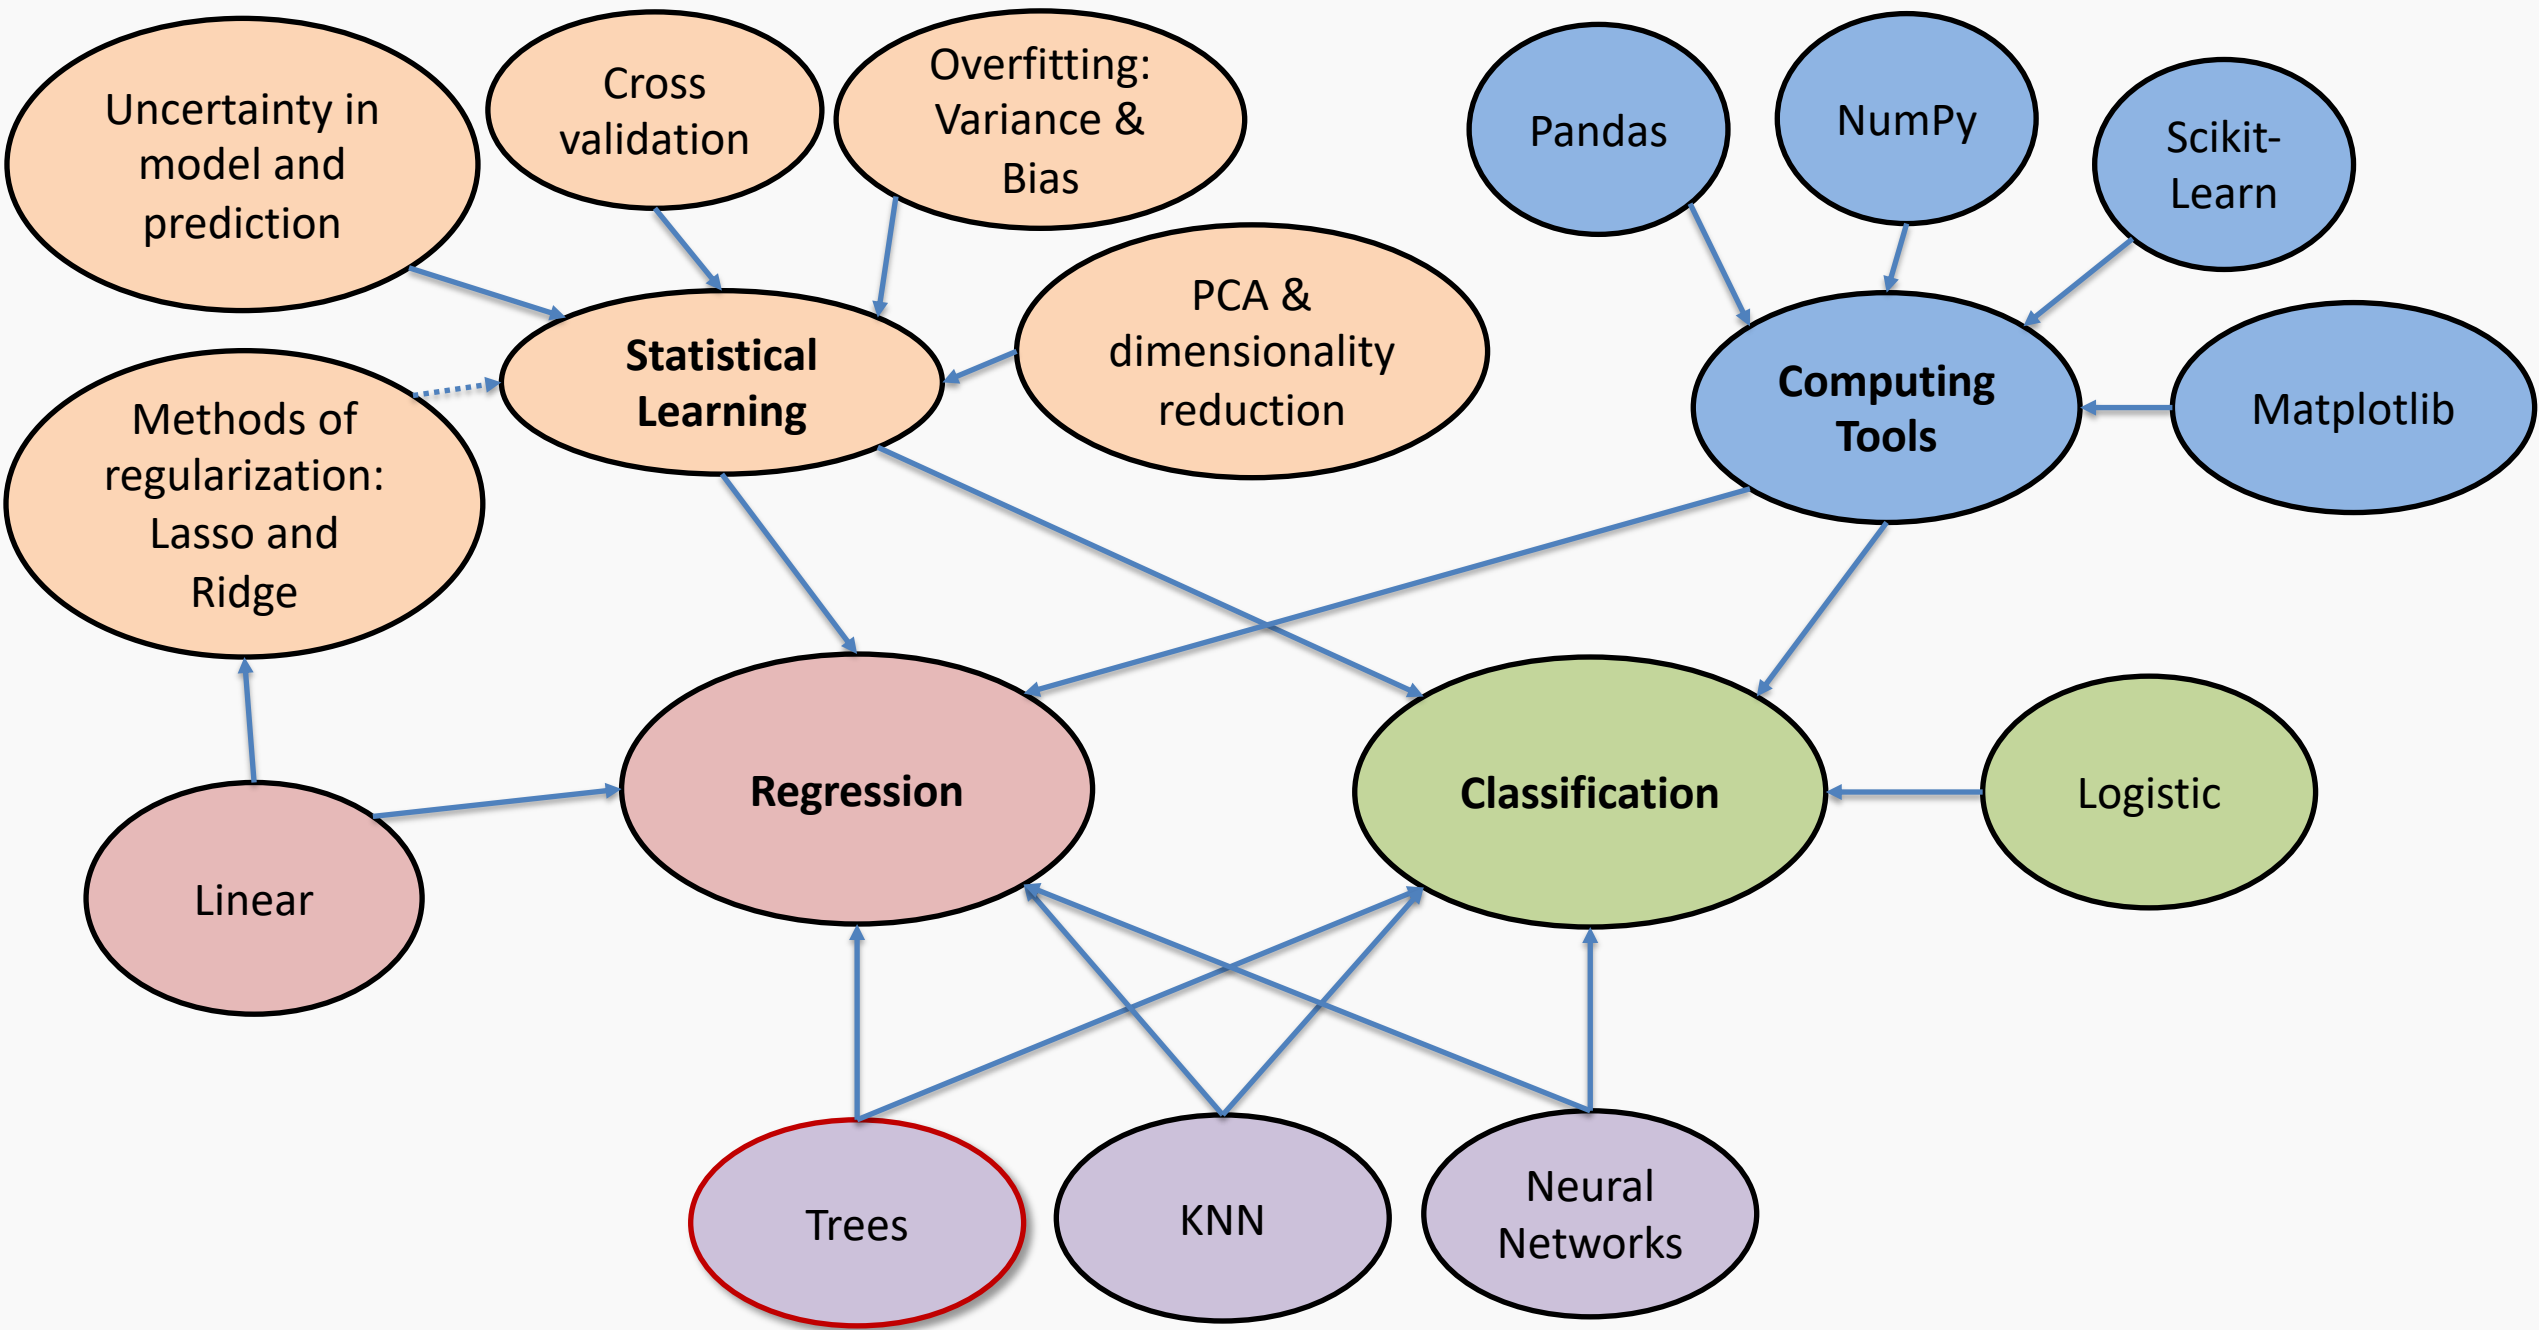 Uncertainty in
model and
prediction
Cross
validation
Overfitting:
Variance &
Bias
Pandas
NumPy
Scikit-
Learn
PCA &
dimensionality
reduction
Statistical
Learning
Computing
Tools
Matplotlib
Methods of
regularization:
Lasso and
Ridge
Regression
Classification
Logistic
Linear
Trees
KNN
Neural
Networks